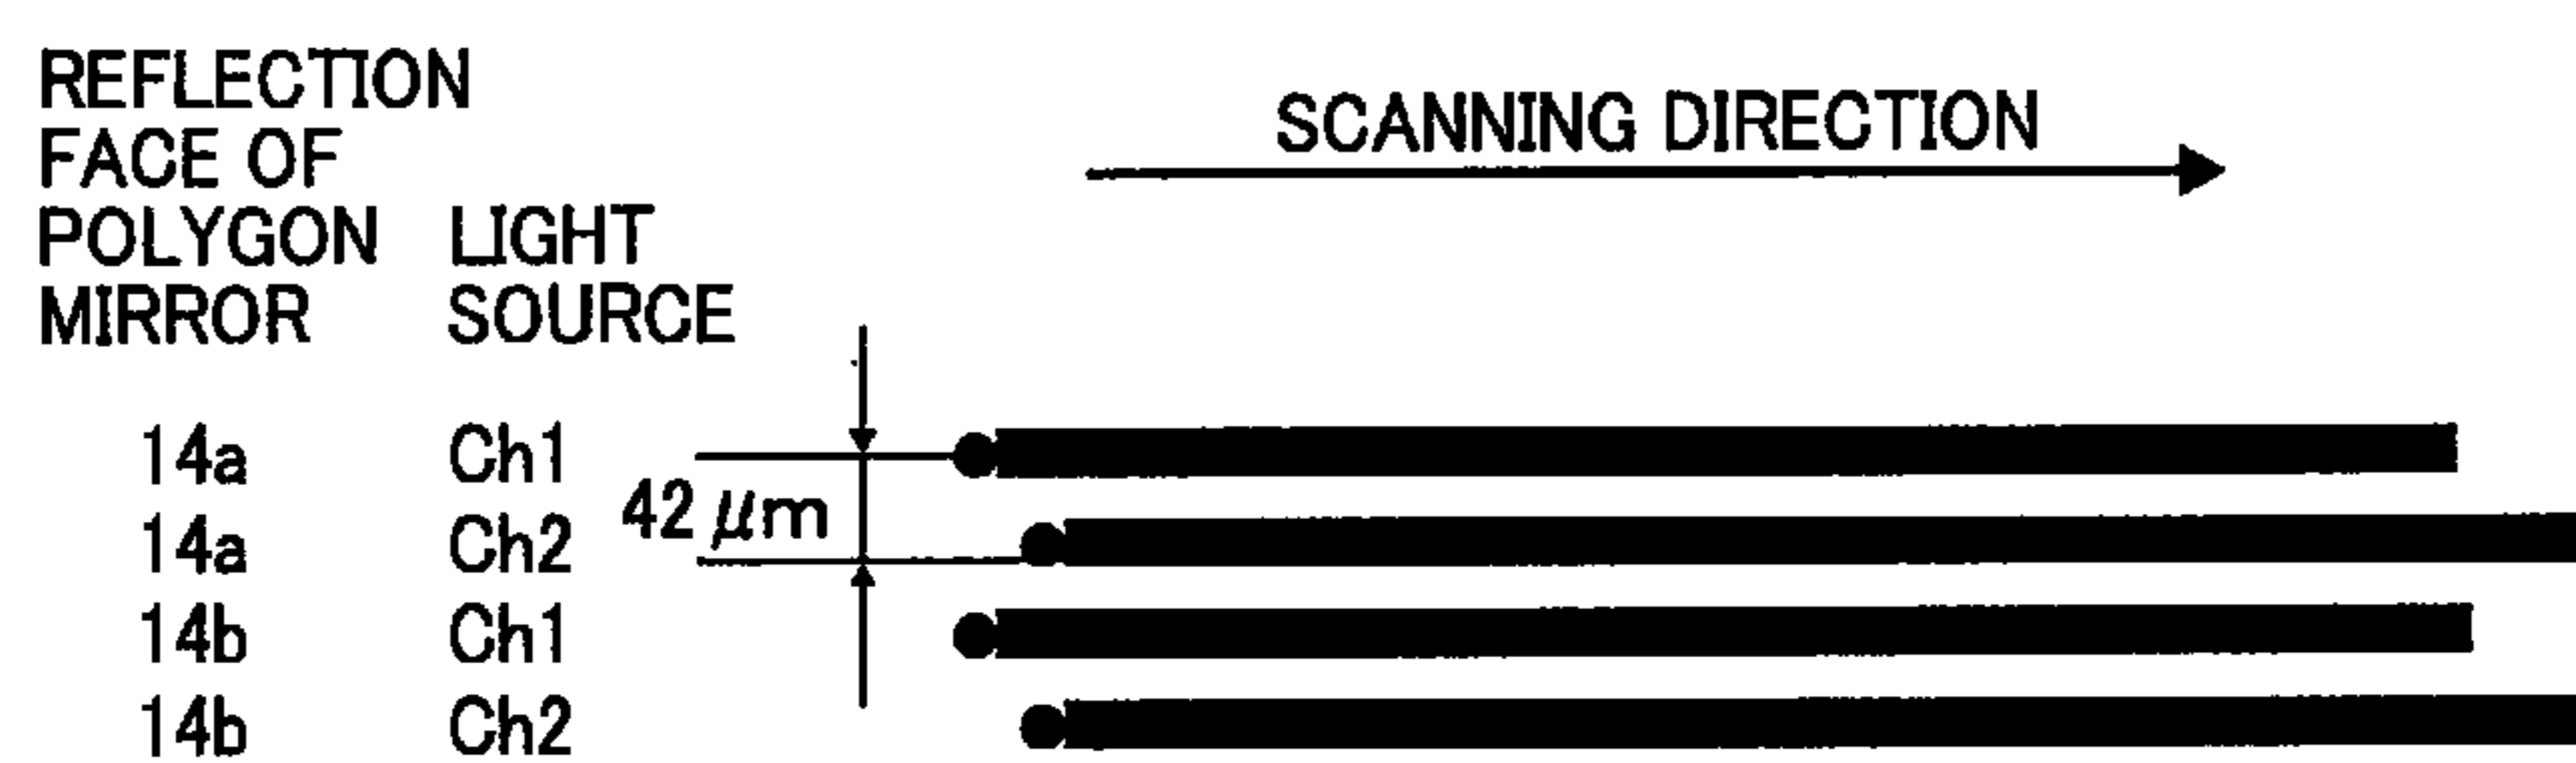 REFLECTION
FACE OF
POLYGON
MIRROR
LIGHT
SOURCE
SCANNING DIRECTION
14a Ch1
14a Ch2
42 μm
14b Ch1
14b Ch2